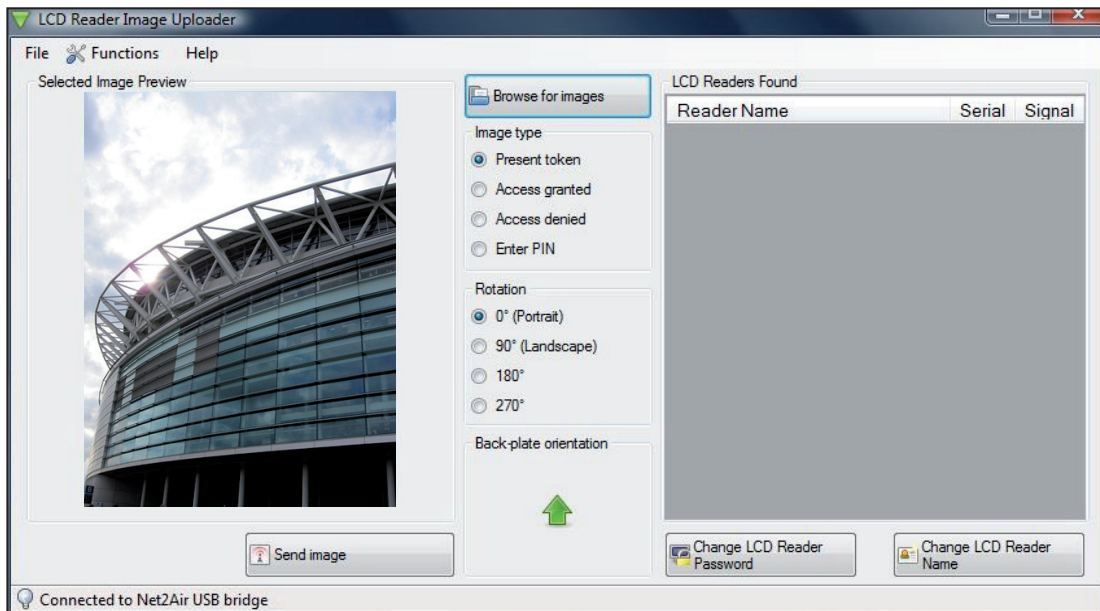 LCD Reader Image Uploader
File Functions Help
Selected Image Preview
Browse for images
Image type
Present token
Access granted
Access denied
Enter PIN
Rotation
0° (Portrait)
90° (Landscape)
180°
270°
Back-plate orientation
Send image
LCD Readers Found
Reader Name Serial Signal
Change LCD Reader
Password
Change LCD Reader
Name
Connected to Net2Air USB bridge